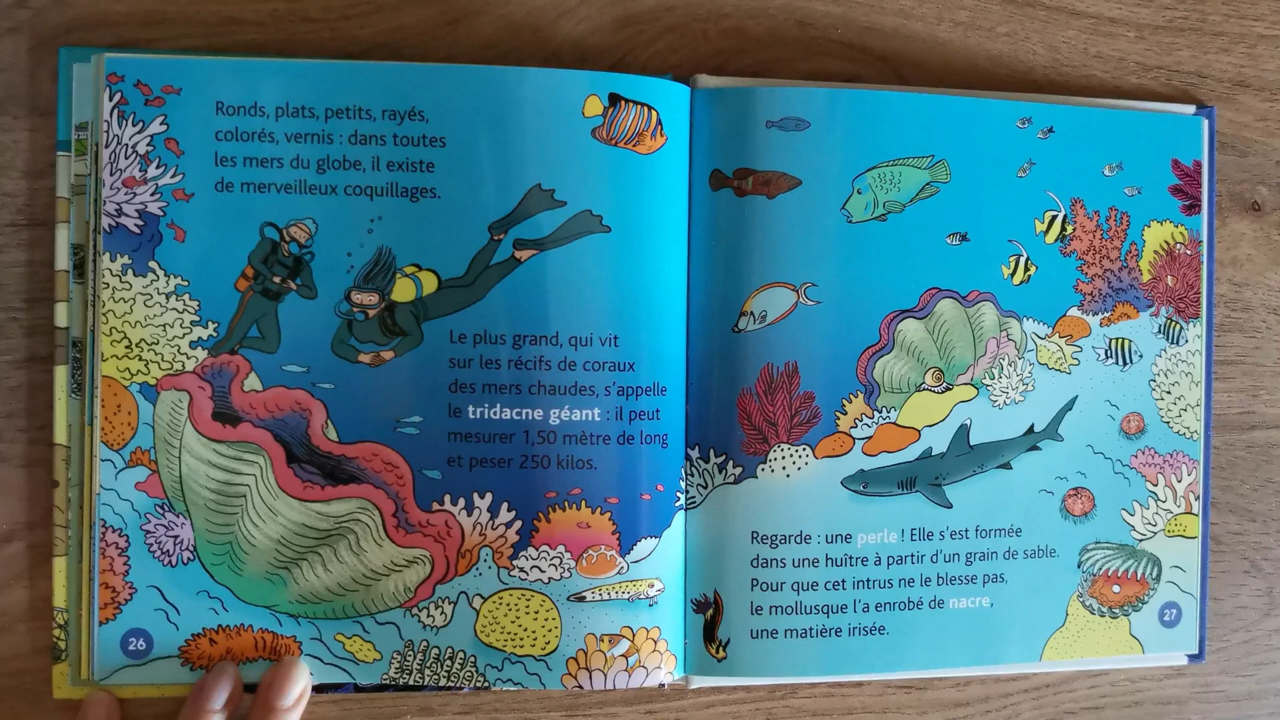 Ronds, plats, petits, rayés,
colorés, vernis : dans toutes
les mers du globe, il existe
de merveilleux coquillages.
Le plus grand, qui vit
sur les récifs de coraux
des mers chaudes, s'appelle
le tridacne géant : il peut
mesurer 1,50 mètre de long
et peser 250 kilos.
26
Regarde : une perle ! Elle s'est formée
dans une huître à partir d'un grain de sable.
Pour que cet intrus ne le blesse pas,
le mollusque l'a enrobé de nacre,
une matière irisée.
27